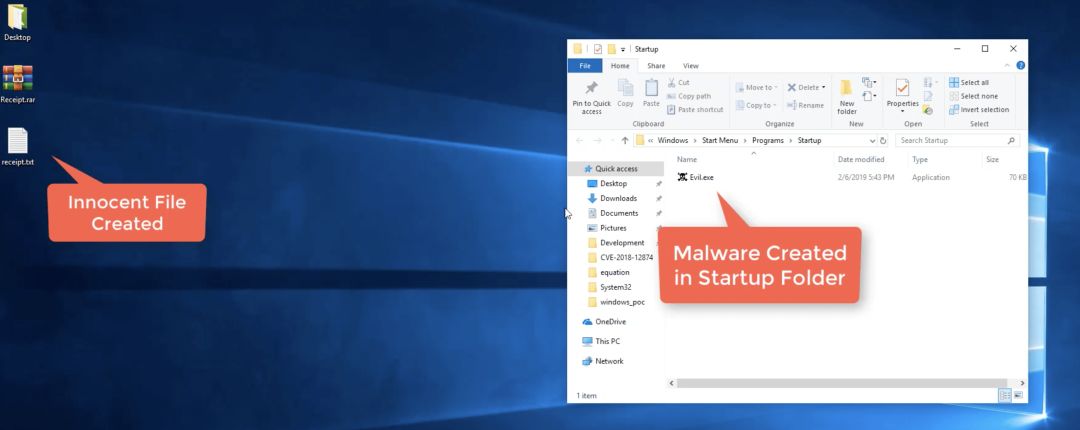 Desktop
Receipt.rar
receipt.txt
Innocent File
Created
Startup
File Home Share View
Pin to Quick
access
Copy
Paste
Cut
Copy path
Paste shortcut
Clipboard
Move to
Copy to
Delete
Rename
Organize
New
folder
New
Properties
Open
Select all
Select none
Invert selection
Select
« Windows > Start Menu > Programs > Startup
Search Startup
Name Date modified Type Size
Evil.exe 2/6/2019 5:43 PM Application 70 KB
Quick access
Desktop
Downloads
Documents
Pictures
Development
CVE-2018-12874
equation
System32
windows_poc
OneDrive
This PC
Network
Malware Created
in Startup Folder
1 item